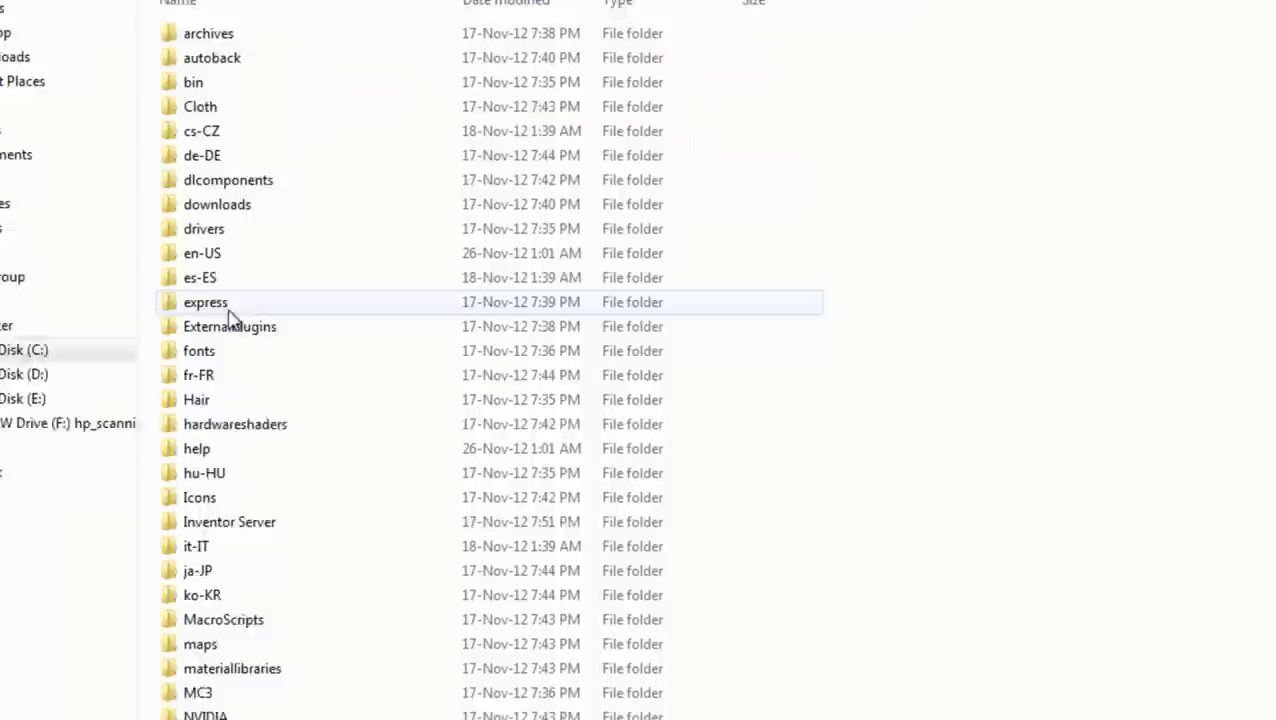 Name Date modified Type Size
archives 17-Nov-12 7:38 PM File folder
autoback 17-Nov-12 7:40 PM File folder
oads
bin 17-Nov-12 7:35 PM File folder
t Places
Cloth 17-Nov-12 7:43 PM File folder
cs-CZ 18-Nov-12 1:39 AM File folder
de-DE 17-Nov-12 7:44 PM File folder
ments
dlcomponents 17-Nov-12 7:42 PM File folder
downloads 17-Nov-12 7:40 PM File folder
es
drivers 17-Nov-12 7:35 PM File folder
en-US 26-Nov-12 1:01 AM File folder
es-ES 18-Nov-12 1:39 AM File folder
roup
express 17-Nov-12 7:39 PM File folder
er
ExternalPlugins 17-Nov-12 7:38 PM File folder
Disk (C:)
fonts 17-Nov-12 7:36 PM File folder
Disk (D:)
fr-FR 17-Nov-12 7:44 PM File folder
Disk (E:)
Hair 17-Nov-12 7:35 PM File folder
W Drive (F:) hp_scanni
hardwareshaders 17-Nov-12 7:42 PM File folder
help 26-Nov-12 1:01 AM File folder
hu-HU 17-Nov-12 7:35 PM File folder
Icons 17-Nov-12 7:42 PM File folder
Inventor Server 17-Nov-12 7:51 PM File folder
it-IT 18-Nov-12 1:39 AM File folder
ja-JP 17-Nov-12 7:44 PM File folder
ko-KR 17-Nov-12 7:44 PM File folder
MacroScripts 17-Nov-12 7:43 PM File folder
maps 17-Nov-12 7:43 PM File folder
materiallibraries 17-Nov-12 7:43 PM File folder
MC3 17-Nov-12 7:36 PM File folder
NVIDIA 17-Nov-12 7:43 PM File folder